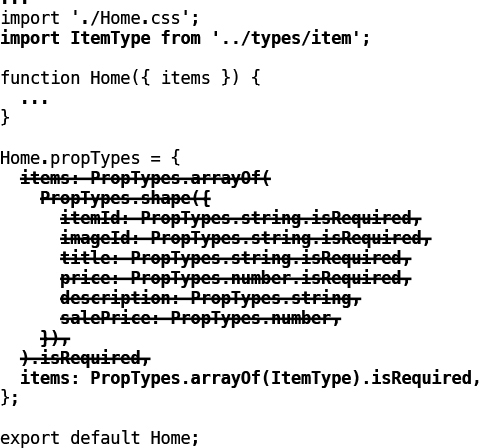 ...
import './Home.css';
import ItemType from '../types/item';
function Home({ items }) {
...
}
Home.propTypes = {
items: PropTypes.arrayOf(
PropTypes.shape({
itemId: PropTypes.string.isRequired,
imageId: PropTypes.string.isRequired,
title: PropTypes.string.isRequired,
price: PropTypes.number.isRequired,
description: PropTypes.string,
salePrice: PropTypes.number,
}),
).isRequired,
items: PropTypes.arrayOf(ItemType).isRequired,
};
export default Home;